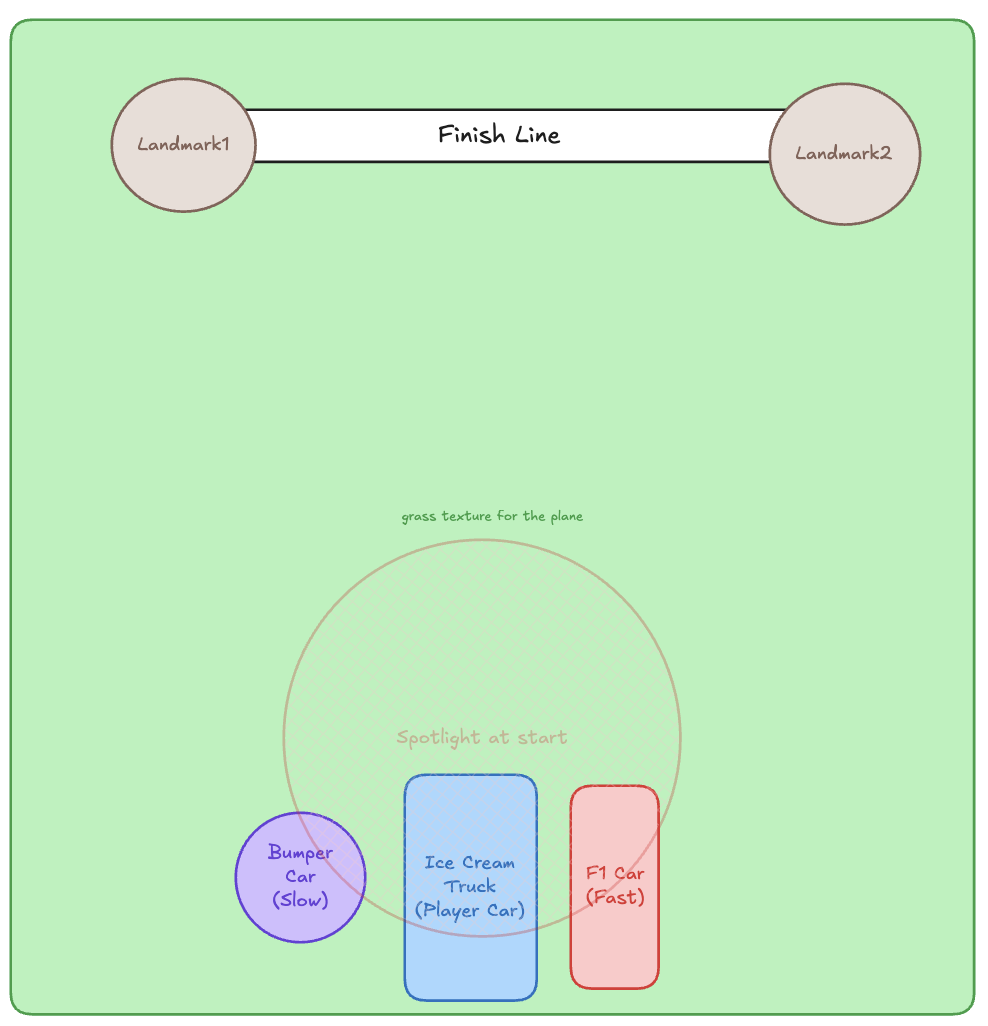 Landmark1
Finish Line
Landmark2
grass texture for the plane
Spotlight at start
Bumper
Car
(Slow)
Ice Cream
Truck
(Player Car)
F1 Car
(Fast)